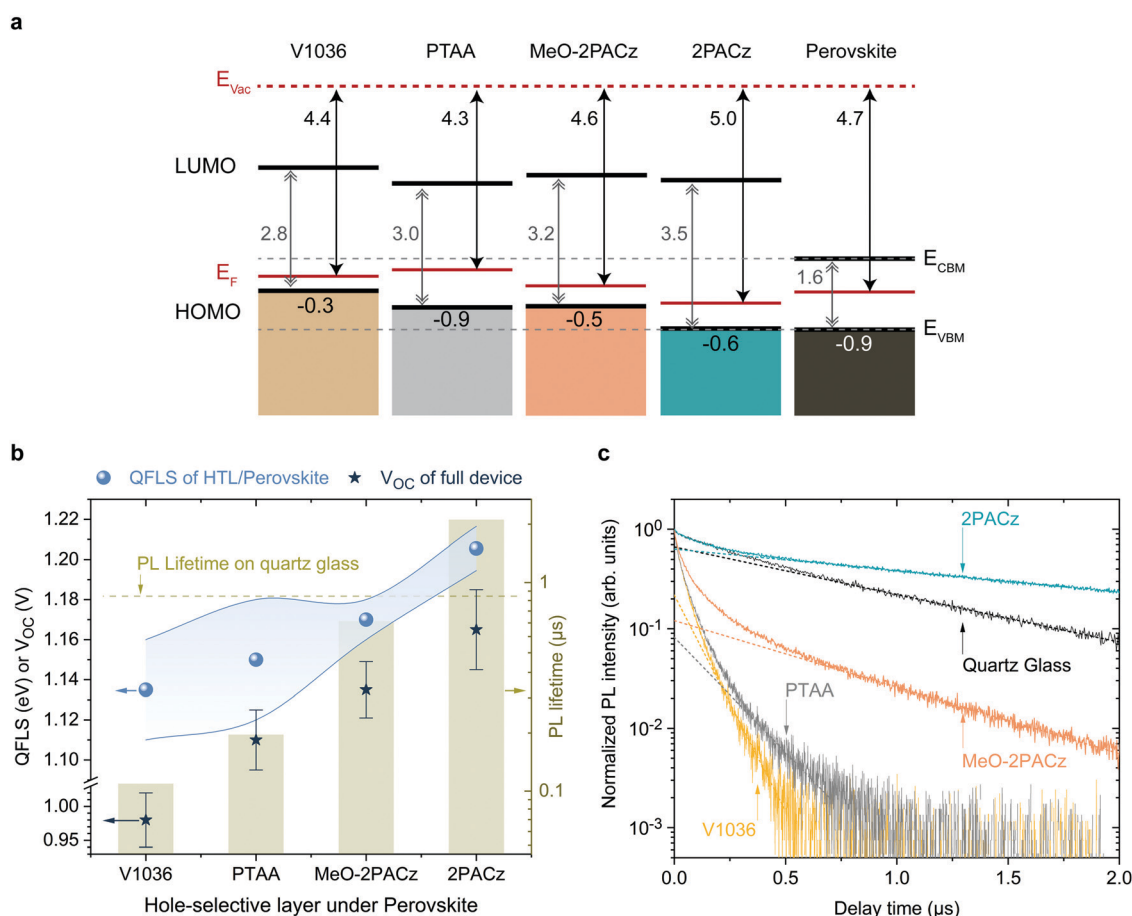 a
V1036 PTAA MeO-2PACz 2PACz Perovskite
EVac
4.4 4.3 4.6 5.0 4.7
LUMO
2.8 3.0 3.2 3.5 1.6
ECBM
EF
HOMO
-0.3 -0.9 -0.5 -0.6 -0.9
EVBM
b
QFLS of HTL/Perovskite VOC of full device
QFLS (eV) or VOC (V)
1.22
1.20
1.18
1.16
1.14
1.12
1.10
1.00
0.95
PL Lifetime on quartz glass
1
0.1
PL lifetime (µs)
V1036 PTAA MeO-2PACz 2PACz
Hole-selective layer under Perovskite
c
Normalized PL intensity (arb. units)
10⁰
10⁻¹
10⁻²
10⁻³
2PACz
Quartz Glass
PTAA
MeO-2PACz
V1036
0.0 0.5 1.0 1.5 2.0
Delay time (µs)